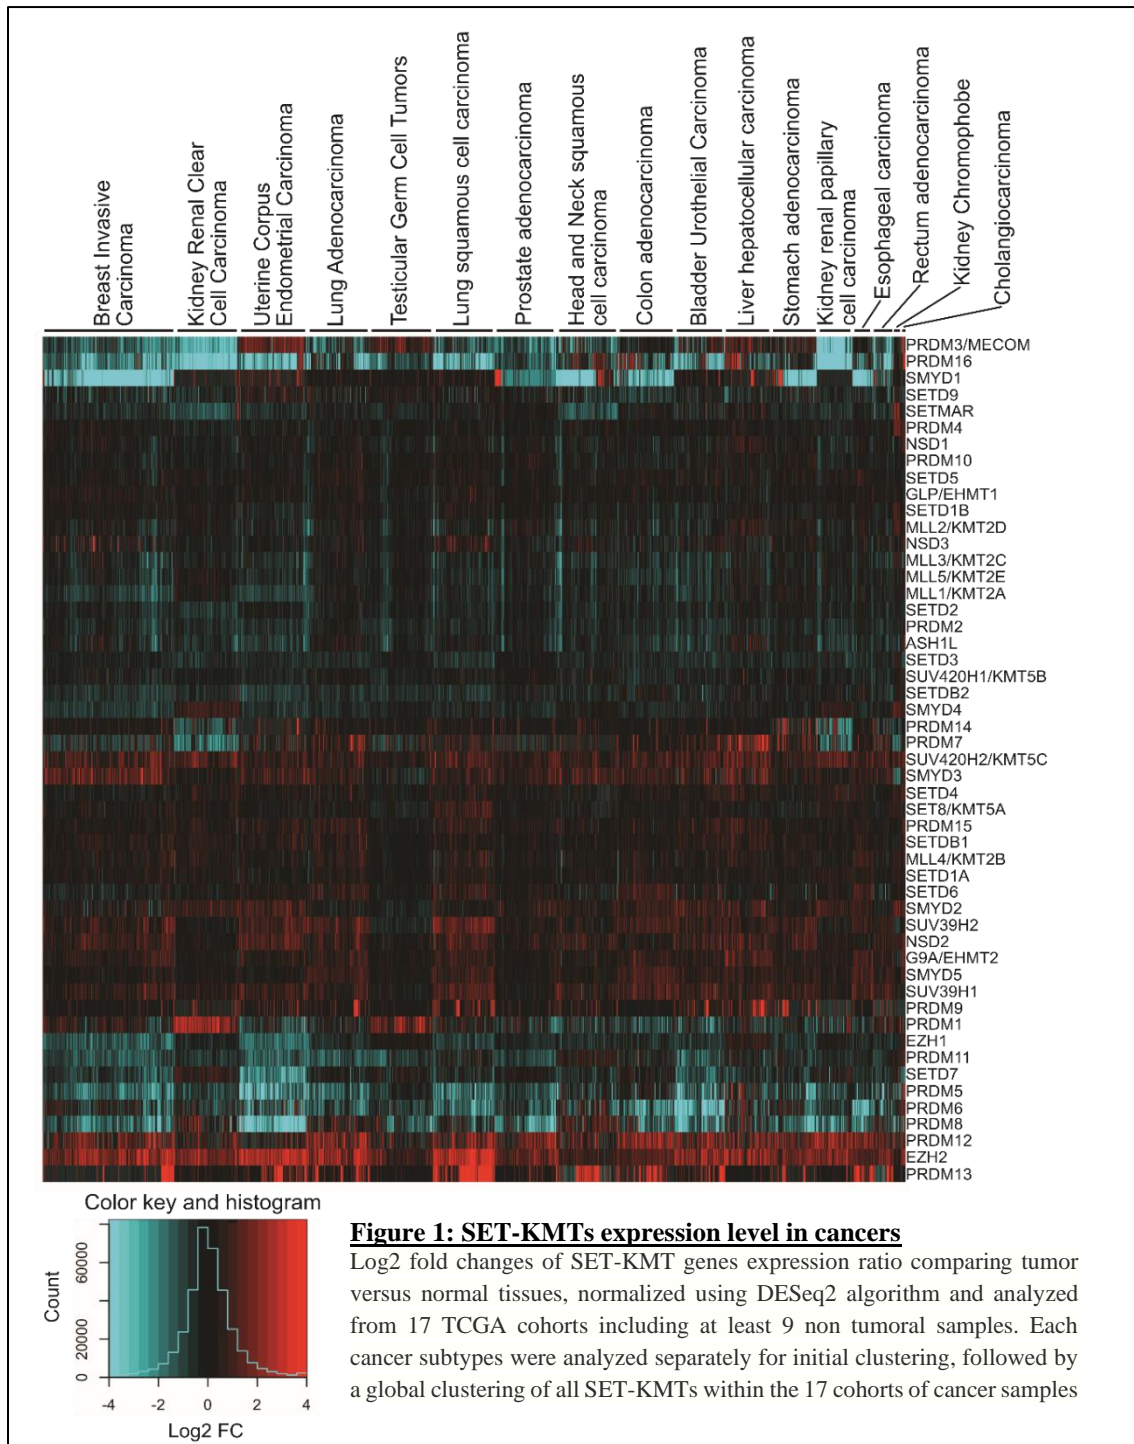 Breast Invasive
Carcinoma
Kidney Renal Clear
Cell Carcinoma
Uterine Corpus
Endometrial Carcinoma
Lung Adenocarcinoma
Testicular Germ Cell Tumors
Lung squamous cell carcinoma
Prostate adenocarcinoma
Head and Neck squamous
cell carcinoma
Colon adenocarcinoma
Bladder Urothelial Carcinoma
Liver hepatocellular carcinoma
Stomach adenocarcinoma
Kidney renal papillary
cell carcinoma
Esophageal carcinoma
Rectum adenocarcinoma
Kidney Chromophobe
Cholangiocarcinoma
PRDM3/MECOM
PRDM16
SMYD1
SETD9
SETMAR
PRDM4
NSD1
PRDM10
SETD5
GLP/EHMT1
SETD1B
MLL2/KMT2D
NSD3
MLL3/KMT2C
MLL5/KMT2E
MLL1/KMT2A
SETD2
PRDM2
ASH1L
SETD3
SUV420H1/KMT5B
SETDB2
SMYD4
PRDM14
PRDM7
SUV420H2/KMT5C
SMYD3
SETD4
SET8/KMT5A
PRDM15
SETDB1
MLL4/KMT2B
SETD1A
SETD6
SMYD2
SUV39H2
NSD2
G9A/EHMT2
SMYD5
SUV39H1
PRDM9
PRDM1
EZH1
PRDM11
SETD7
PRDM5
PRDM6
PRDM8
PRDM12
EZH2
PRDM13
Color key and histogram
Count
0 20000 60000
-4 -2 0 2 4
Log2 FC
Figure 1: SET-KMTs expression level in cancers
Log2 fold changes of SET-KMT genes expression ratio comparing tumor
versus normal tissues, normalized using DESeq2 algorithm and analyzed
from 17 TCGA cohorts including at least 9 non tumoral samples. Each
cancer subtypes were analyzed separately for initial clustering, followed by
a global clustering of all SET-KMTs within the 17 cohorts of cancer samples